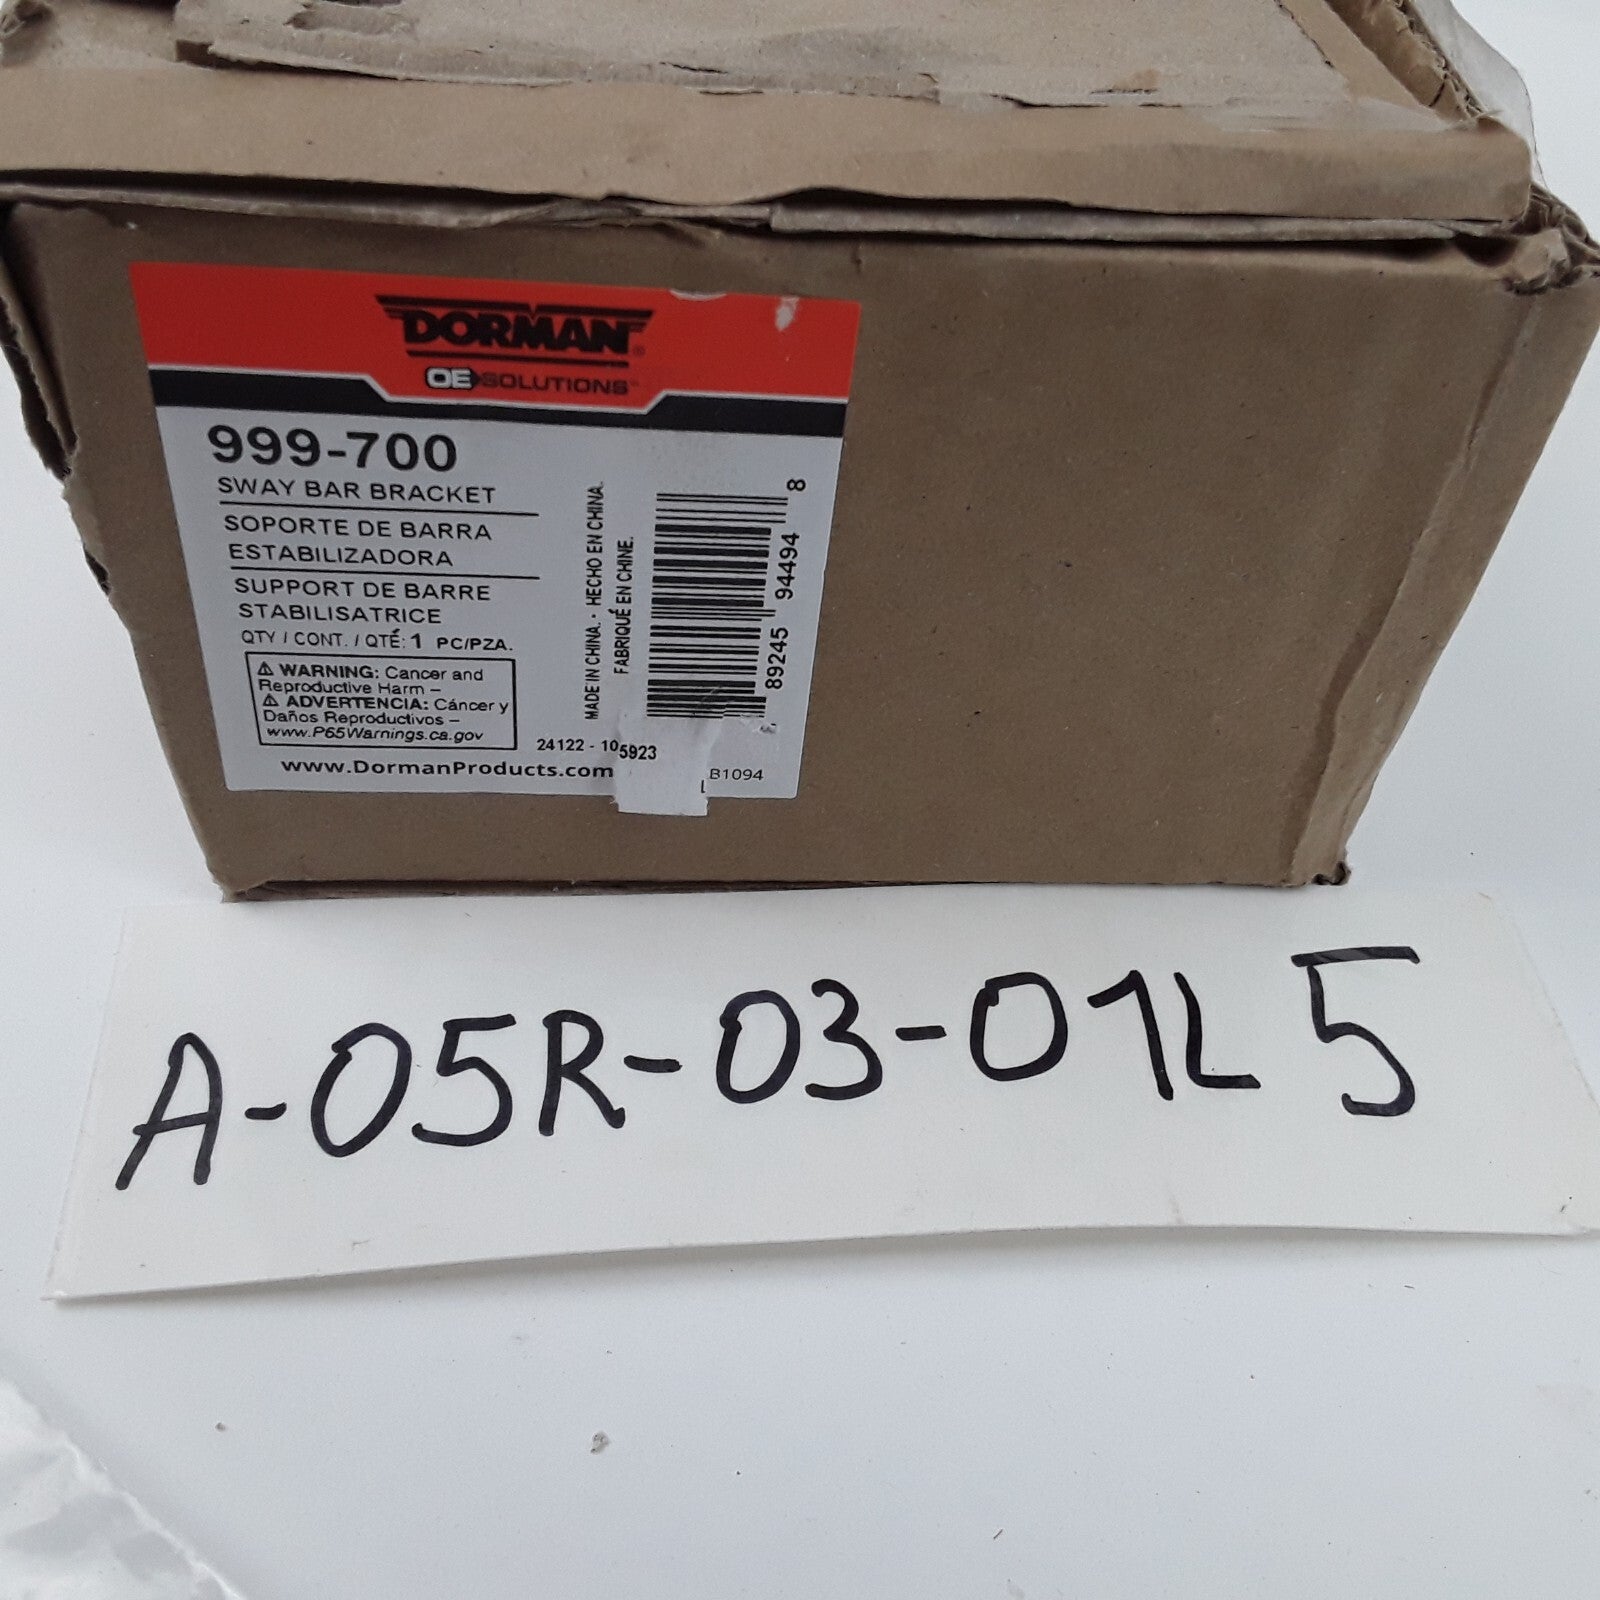 DORMAN®
OE SOLUTIONS
999-700
SWAY BAR BRACKET
SOPORTE DE BARRA
ESTABILIZADORA
SUPPORT DE BARRE
STABILISATRICE
QTY / CONT. / QTÉ: 1 PC/PZA.
⚠ WARNING: Cancer and
Reproductive Harm –
⚠ ADVERTENCIA: Cáncer y
Daños Reproductivos –
www.P65Warnings.ca.gov
MADE IN CHINA. · HECHO EN CHINA.
FABRIQUÉ EN CHINE.
89245 94494 8
24122 - 105923
www.DormanProducts.com
B1094
A-05R-03-01L5